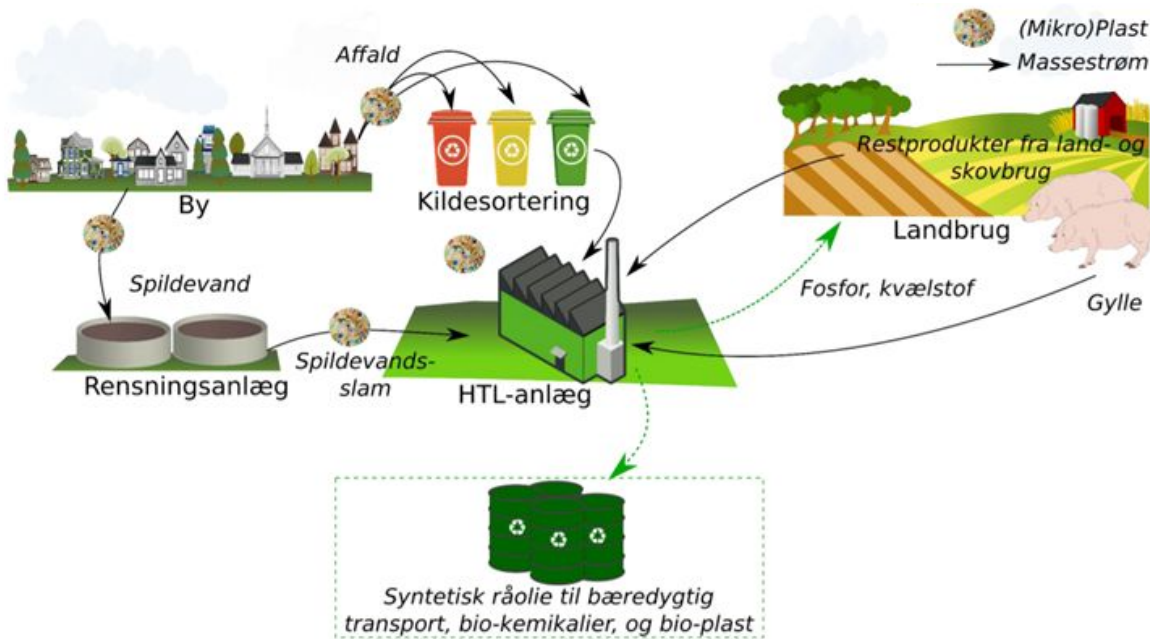 Affald
(Mikro)Plast
Massestrøm
Restprodukter fra land- og
skovbrug
By
Kildesortering
Landbrug
Spildevand
Fosfor, kvælstof
Gylle
Rensningsanlæg
Spildevands-
slam
HTL-anlæg
Syntetisk råolie til bæredygtig
transport, bio-kemikalier, og bio-plast